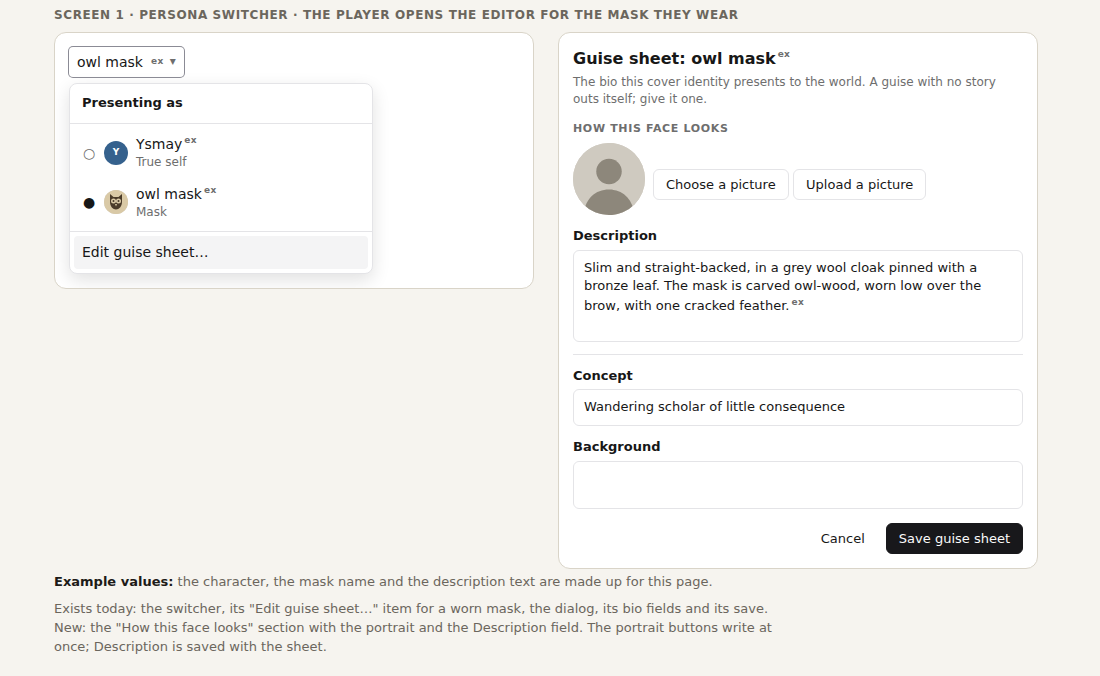 SCREEN 1 · PERSONA SWITCHER · THE PLAYER OPENS THE EDITOR FOR THE MASK THEY WEAR
owl mask ex ▾
Presenting as
Y
Ysmay ex
True self
owl mask ex
Mask
Edit guise sheet…
Guise sheet: owl mask ex
The bio this cover identity presents to the world. A guise with no story
outs itself; give it one.
HOW THIS FACE LOOKS
Choose a picture
Upload a picture
Description
Slim and straight-backed, in a grey wool cloak pinned with a
bronze leaf. The mask is carved owl-wood, worn low over the
brow, with one cracked feather. ex
Concept
Wandering scholar of little consequence
Background
Cancel
Save guise sheet
Example values: the character, the mask name and the description text are made up for this page.
Exists today: the switcher, its "Edit guise sheet…" item for a worn mask, the dialog, its bio fields and its save.
New: the "How this face looks" section with the portrait and the Description field. The portrait buttons write at
once; Description is saved with the sheet.